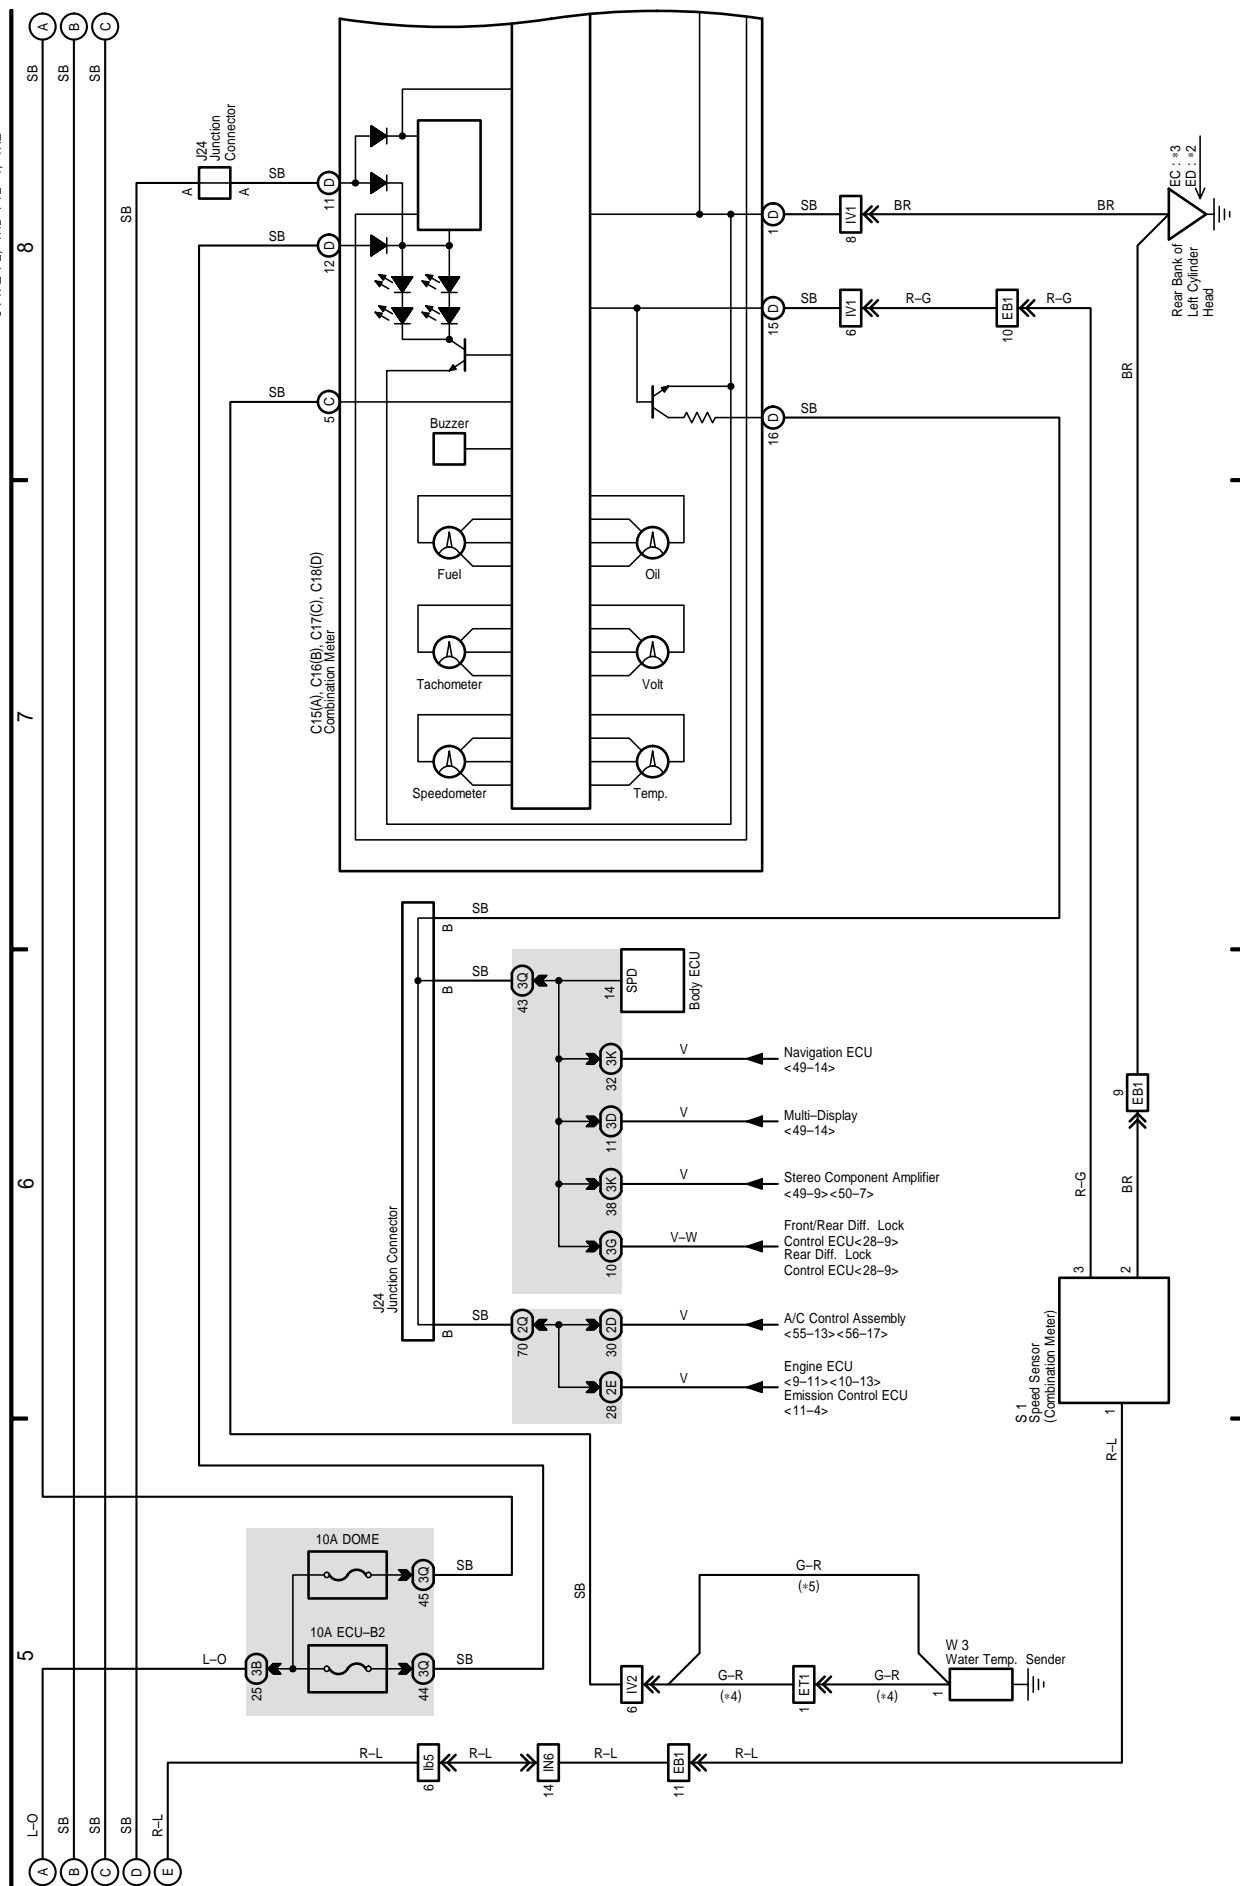 A
B
C
SB
SB
SB
8
J24
Junction
Connector
A
A
SB
SB
D
11
SB
D
12
SB
C
5
Buzzer
Fuel
Tachometer
Speedometer
Oil
Volt
Temp.
7
C15(A), C16(B), C17(C), C18(D)
Combination Meter
D
1
SB
IV1
8
BR
BR
EC : *3
ED : *2
Rear Bank of
Left Cylinder
Head
D
15
SB
IV1
6
R–G
EB1
10
R–G
D
16
SB
BR
6
J24
Junction Connector
B
SB
B
SB
3Q
43
14
SPD
Body ECU
3K
32
V
Navigation ECU
<49–14>
3D
11
V
Multi–Display
<49–14>
3K
38
V
Stereo Component Amplifier
<49–9><50–7>
3G
10
V–W
Front/Rear Diff. Lock
Control ECU<28–9>
Rear Diff. Lock
Control ECU<28–9>
B
SB
2Q
70
2D
30
V
A/C Control Assembly
<55–13><56–17>
2E
28
V
Engine ECU
<9–11><10–13>
Emission Control ECU
<11–4>
9
EB1
R–G
BR
3
2
S 1
Speed Sensor
(Combination Meter)
1
R–L
5
10A DOME
3Q
45
SB
10A ECU–B2
L–O
3B
25
3Q
44
SB
SB
IV2
6
G–R
(*5)
G–R
(*4)
ET1
1
G–R
(*4)
1
W 3
Water Temp. Sender
R–L
Ib5
6
R–L
IN6
14
R–L
EB1
11
R–L
L–O
SB
SB
SB
R–L
A
B
C
D
E